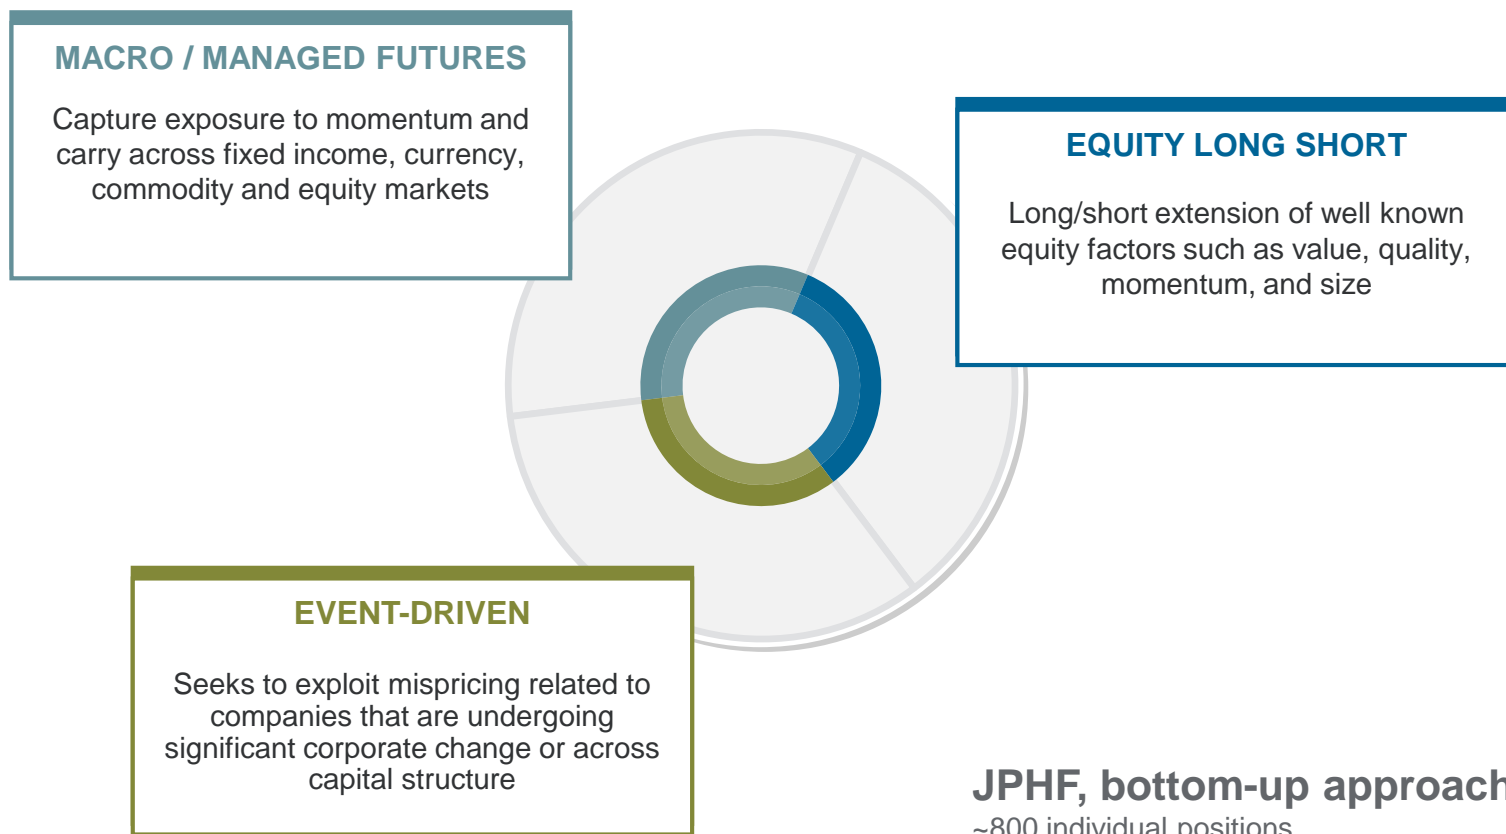 MACRO / MANAGED FUTURES
Capture exposure to momentum and
carry across fixed income, currency,
commodity and equity markets
EQUITY LONG SHORT
Long/short extension of well known
equity factors such as value, quality,
momentum, and size
EVENT-DRIVEN
Seeks to exploit mispricing related to
companies that are undergoing
significant corporate change or across
capital structure
JPHF, bottom-up approach
~800 individual positions